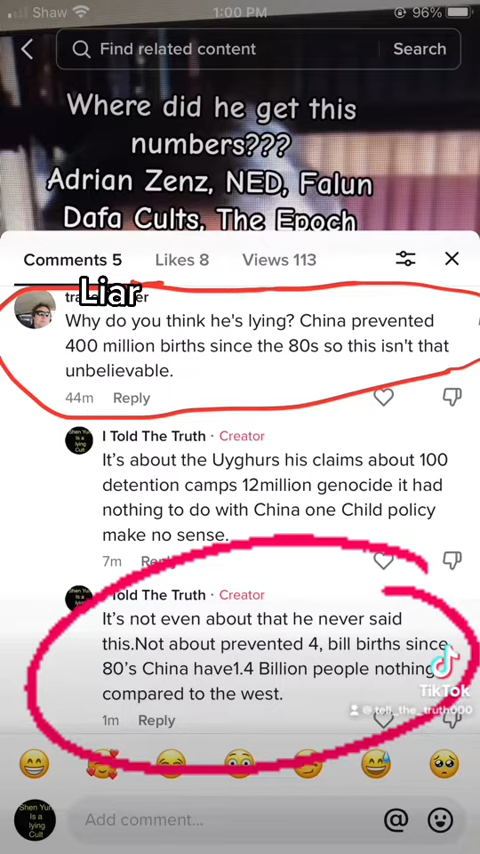 Shaw
1:00 PM
96%
Find related content
Search
Where did he get this
numbers???
Adrian Zenz, NED, Falun
Dafa Cults, The Epoch
Comments 5
Likes 8
Views 113
Liar
Why do you think he's lying? China prevented
400 million births since the 80s so this isn't that
unbelievable.
44m Reply
I Told The Truth · Creator
It's about the Uyghurs his claims about 100
detention camps 12million genocide it had
nothing to do with China one Child policy
make no sense.
7m
Told The Truth · Creator
It's not even about that he never said
this.Not about prevented 4, bill births since
80's China have1.4 Billion people nothing
compared to the west.
1m Reply
TikTok
@tell_the_truth000
Shen Yun
Is a
lying
Cult
Add comment...